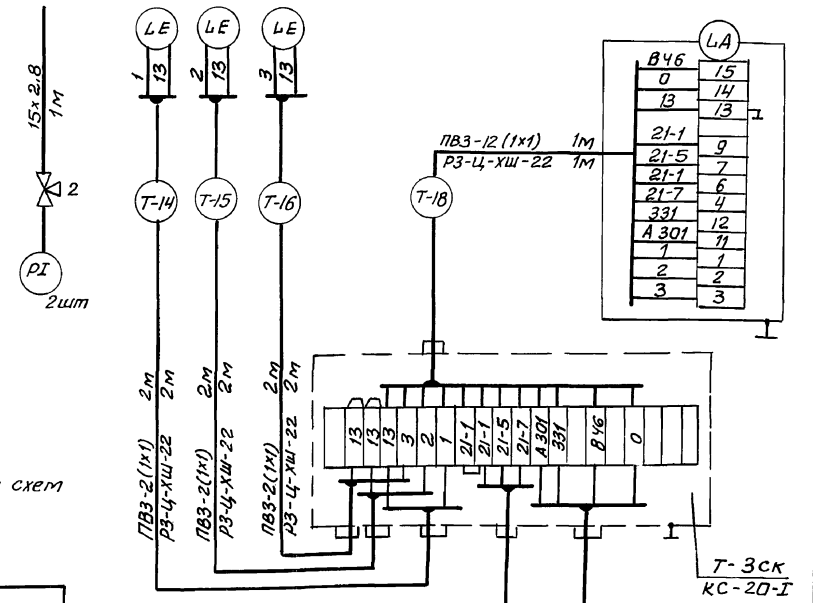 LE LE LE
1 13 2 13 3 13
15х2.8
1м
2
PI
2шт
Т-14 Т-15 Т-16 Т-18
ПВЗ-12(1х1) 1м
РЗ-Ц-ХШ-22 1м
LA
В46 15
0 14
13 13
21-1 9
21-5 7
21-1 6
21-7 4
331 12
А301 11
1 1
2 2
3 3
ПВЗ-2(1х1) 2м
РЗ-Ц-ХШ-22 2м
ПВЗ-2(1х1) 2м
РЗ-Ц-ХШ-22 2м
ПВЗ-2(1х1) 2м
РЗ-Ц-ХШ-22 2м
13 13 13 3 2 1 21-1 21-1 21-5 21-7 А301 331 В46 0
схем
Т-3СК
КС-20-I